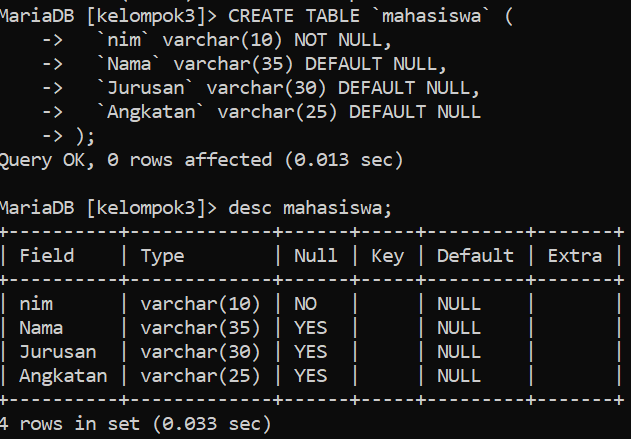 MariaDB [kelompok3]> CREATE TABLE `mahasiswa` (
    ->   `nim` varchar(10) NOT NULL,
    ->   `Nama` varchar(35) DEFAULT NULL,
    ->   `Jurusan` varchar(30) DEFAULT NULL,
    ->   `Angkatan` varchar(25) DEFAULT NULL
    -> );
Query OK, 0 rows affected (0.013 sec)
MariaDB [kelompok3]> desc mahasiswa;
+----------+-------------+------+-----+---------+-------+
| Field    | Type        | Null | Key | Default | Extra |
+----------+-------------+------+-----+---------+-------+
| nim      | varchar(10) | NO   |     | NULL    |       |
| Nama     | varchar(35) | YES  |     | NULL    |       |
| Jurusan  | varchar(30) | YES  |     | NULL    |       |
| Angkatan | varchar(25) | YES  |     | NULL    |       |
+----------+-------------+------+-----+---------+-------+
4 rows in set (0.033 sec)